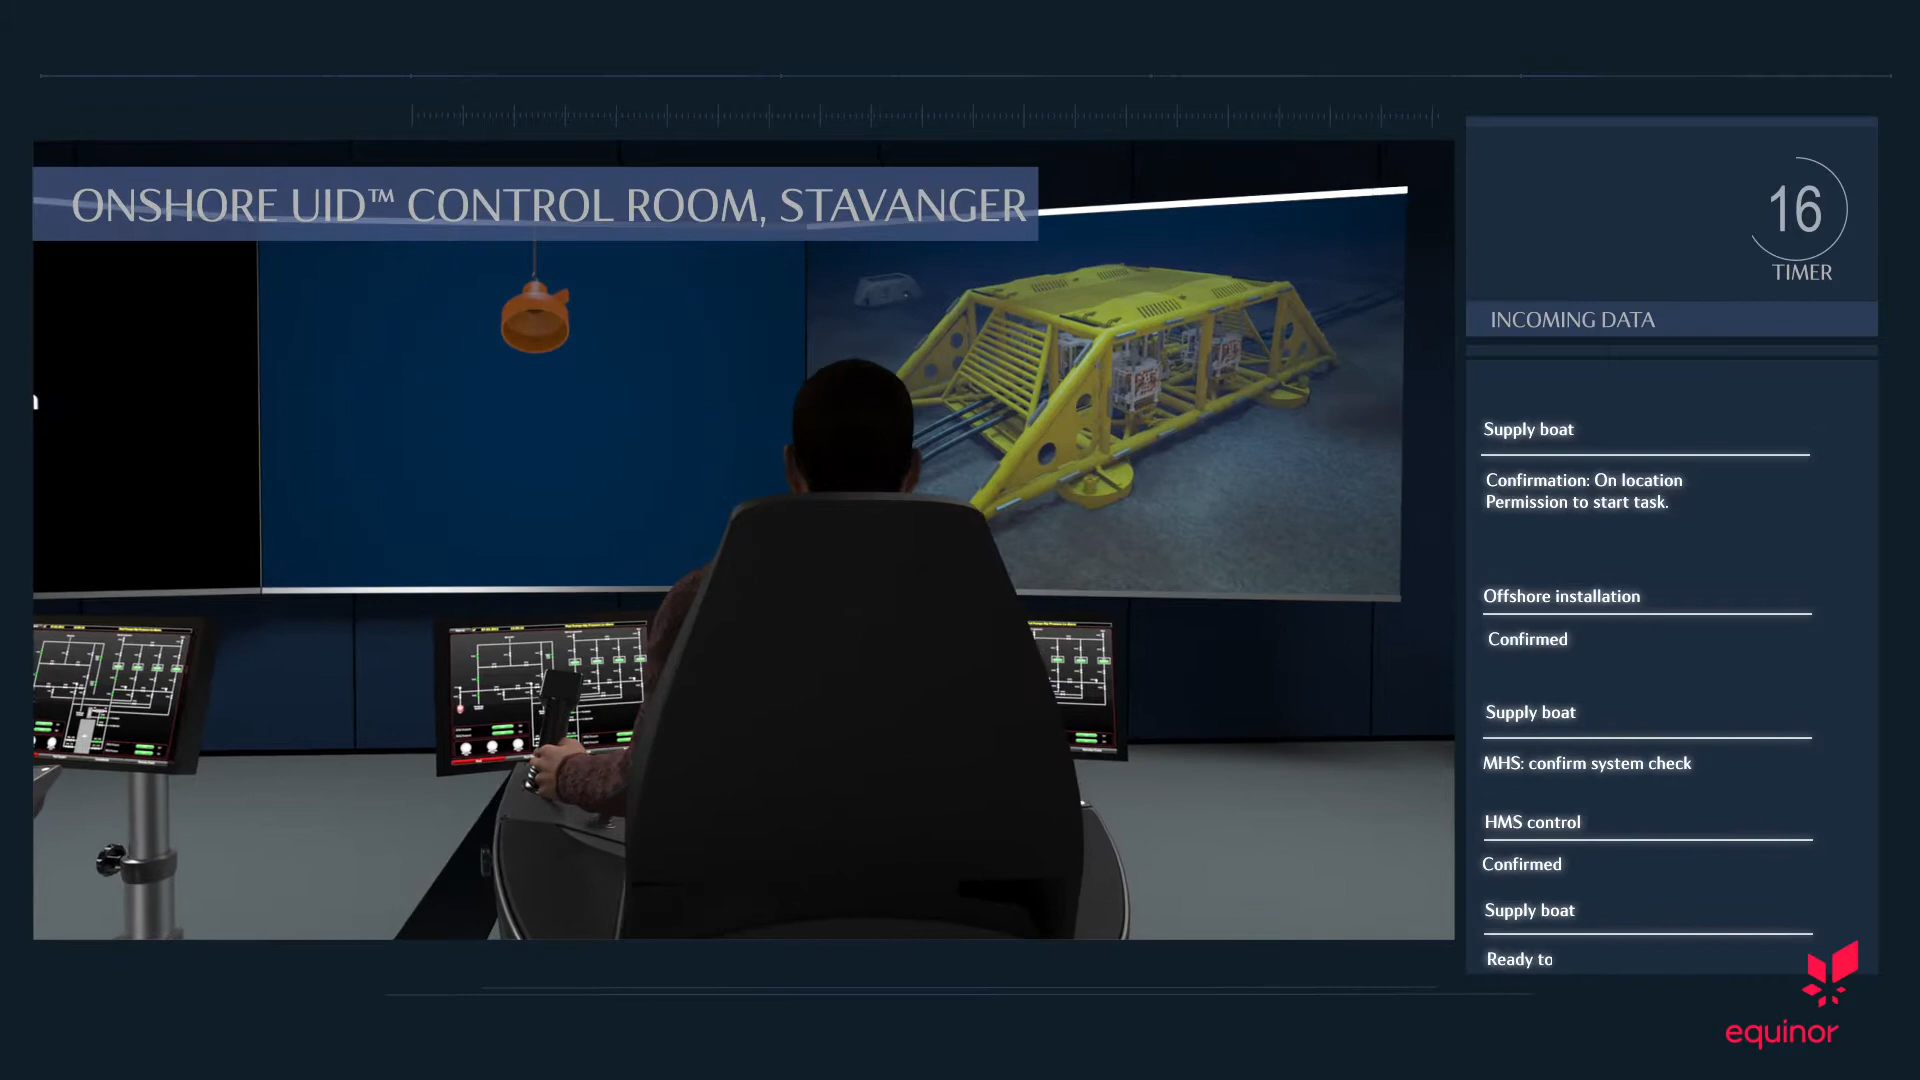 ONSHORE UID™ CONTROL ROOM, STAVANGER
16
TIMER
INCOMING DATA
Supply boat
Confirmation: On location
Permission to start task.
Offshore installation
Confirmed
Supply boat
MHS: confirm system check
HMS control
Confirmed
Supply boat
Ready to
equinor